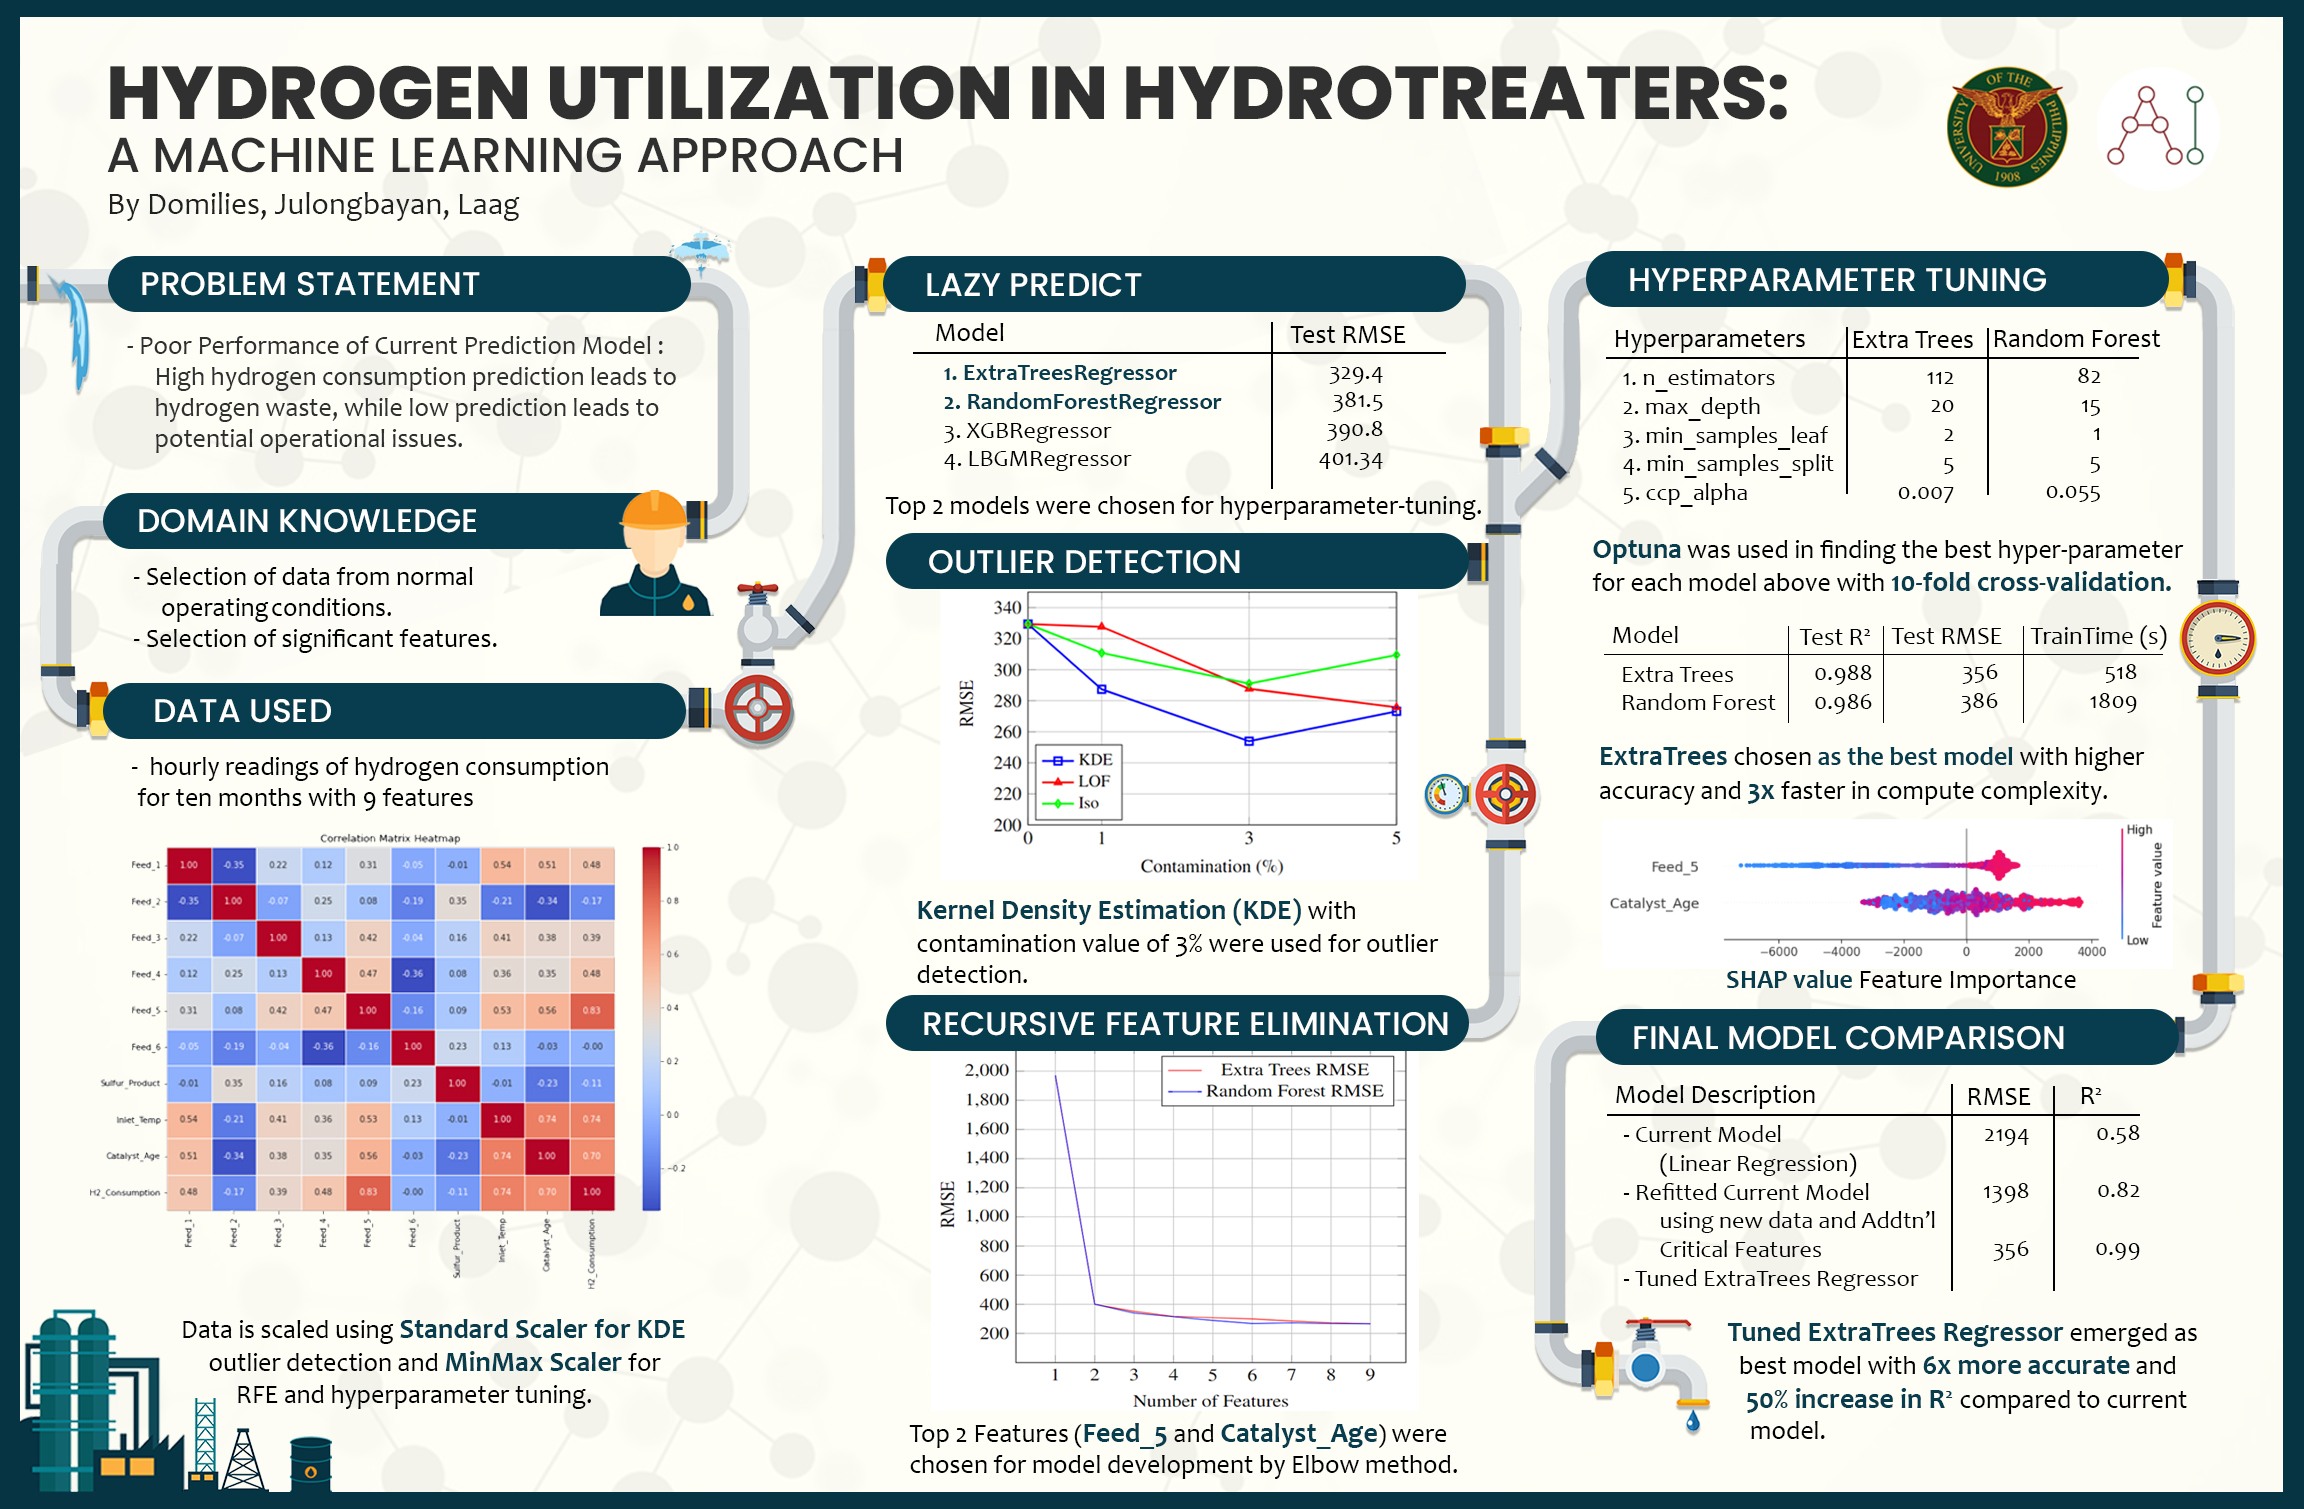 HYDROGEN UTILIZATION IN HYDROTREATERS:
A MACHINE LEARNING APPROACH
By Domilies, Julongbayan, Laag
UNIVERSITY OF THE PHILIPPINES
1908
PROBLEM STATEMENT
- Poor Performance of Current Prediction Model :
High hydrogen consumption prediction leads to
hydrogen waste, while low prediction leads to
potential operational issues.
DOMAIN KNOWLEDGE
- Selection of data from normal
operating conditions.
- Selection of significant features.
DATA USED
- hourly readings of hydrogen consumption
for ten months with 9 features
Correlation Matrix Heatmap
Feed_1 1.00 -0.35 0.22 0.12 0.31 -0.05 -0.01 0.54 0.51 0.48
Feed_2 -0.35 1.00 -0.07 0.25 0.08 -0.19 0.35 -0.21 -0.34 -0.17
Feed_3 0.22 -0.07 1.00 0.13 0.42 -0.04 0.16 0.41 0.38 0.39
Feed_4 0.12 0.25 0.13 1.00 0.47 -0.36 0.08 0.36 0.35 0.48
Feed_5 0.31 0.08 0.42 0.47 1.00 -0.16 0.09 0.53 0.56 0.83
Feed_6 -0.05 -0.19 -0.04 -0.36 -0.16 1.00 0.23 0.13 -0.03 -0.00
Sulfur_Product -0.01 0.35 0.16 0.08 0.09 0.23 1.00 -0.01 -0.23 -0.11
Inlet_Temp 0.54 -0.21 0.41 0.36 0.53 0.13 -0.01 1.00 0.74 0.74
Catalyst_Age 0.51 -0.34 0.38 0.35 0.56 -0.03 -0.23 0.74 1.00 0.70
H2_Consumption 0.48 -0.17 0.39 0.48 0.83 -0.00 -0.11 0.74 0.70 1.00
Feed_1 Feed_2 Feed_3 Feed_4 Feed_5 Feed_6 Sulfur_Product Inlet_Temp Catalyst_Age H2_Consumption
1.0
0.8
0.6
0.4
0.2
0.0
-0.2
Data is scaled using Standard Scaler for KDE
outlier detection and MinMax Scaler for
RFE and hyperparameter tuning.
LAZY PREDICT
Model Test RMSE
1. ExtraTreesRegressor 329.4
2. RandomForestRegressor 381.5
3. XGBRegressor 390.8
4. LBGMRegressor 401.34
Top 2 models were chosen for hyperparameter-tuning.
OUTLIER DETECTION
RMSE
340
320
300
280
260
240
220
200
KDE
LOF
Iso
0 1 3 5
Contamination (%)
Kernel Density Estimation (KDE) with
contamination value of 3% were used for outlier
detection.
RECURSIVE FEATURE ELIMINATION
RMSE
2,000
1,800
1,600
1,400
1,200
1,000
800
600
400
200
Extra Trees RMSE
Random Forest RMSE
1 2 3 4 5 6 7 8 9
Number of Features
Top 2 Features (Feed_5 and Catalyst_Age) were
chosen for model development by Elbow method.
HYPERPARAMETER TUNING
Hyperparameters Extra Trees Random Forest
1. n_estimators 112 82
2. max_depth 20 15
3. min_samples_leaf 2 1
4. min_samples_split 5 5
5. ccp_alpha 0.007 0.055
Optuna was used in finding the best hyper-parameter
for each model above with 10-fold cross-validation.
Model Test R² Test RMSE TrainTime (s)
Extra Trees 0.988 356 518
Random Forest 0.986 386 1809
ExtraTrees chosen as the best model with higher
accuracy and 3x faster in compute complexity.
Feed_5
Catalyst_Age
−6000 −4000 −2000 0 2000 4000
High
Feature value
Low
SHAP value Feature Importance
FINAL MODEL COMPARISON
Model Description RMSE R²
- Current Model 2194 0.58
(Linear Regression)
- Refitted Current Model 1398 0.82
using new data and Addtn’l
Critical Features 356 0.99
- Tuned ExtraTrees Regressor
Tuned ExtraTrees Regressor emerged as
best model with 6x more accurate and
50% increase in R² compared to current
model.